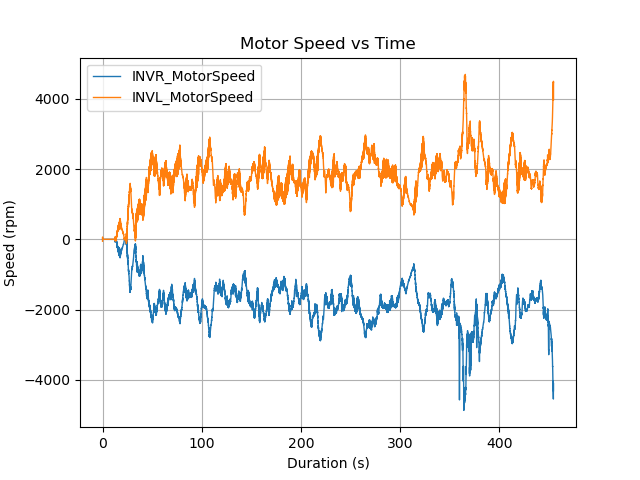 Motor Speed vs Time
INVR_MotorSpeed
INVL_MotorSpeed
4000
2000
0
−2000
−4000
Speed (rpm)
0
100
200
300
400
Duration (s)